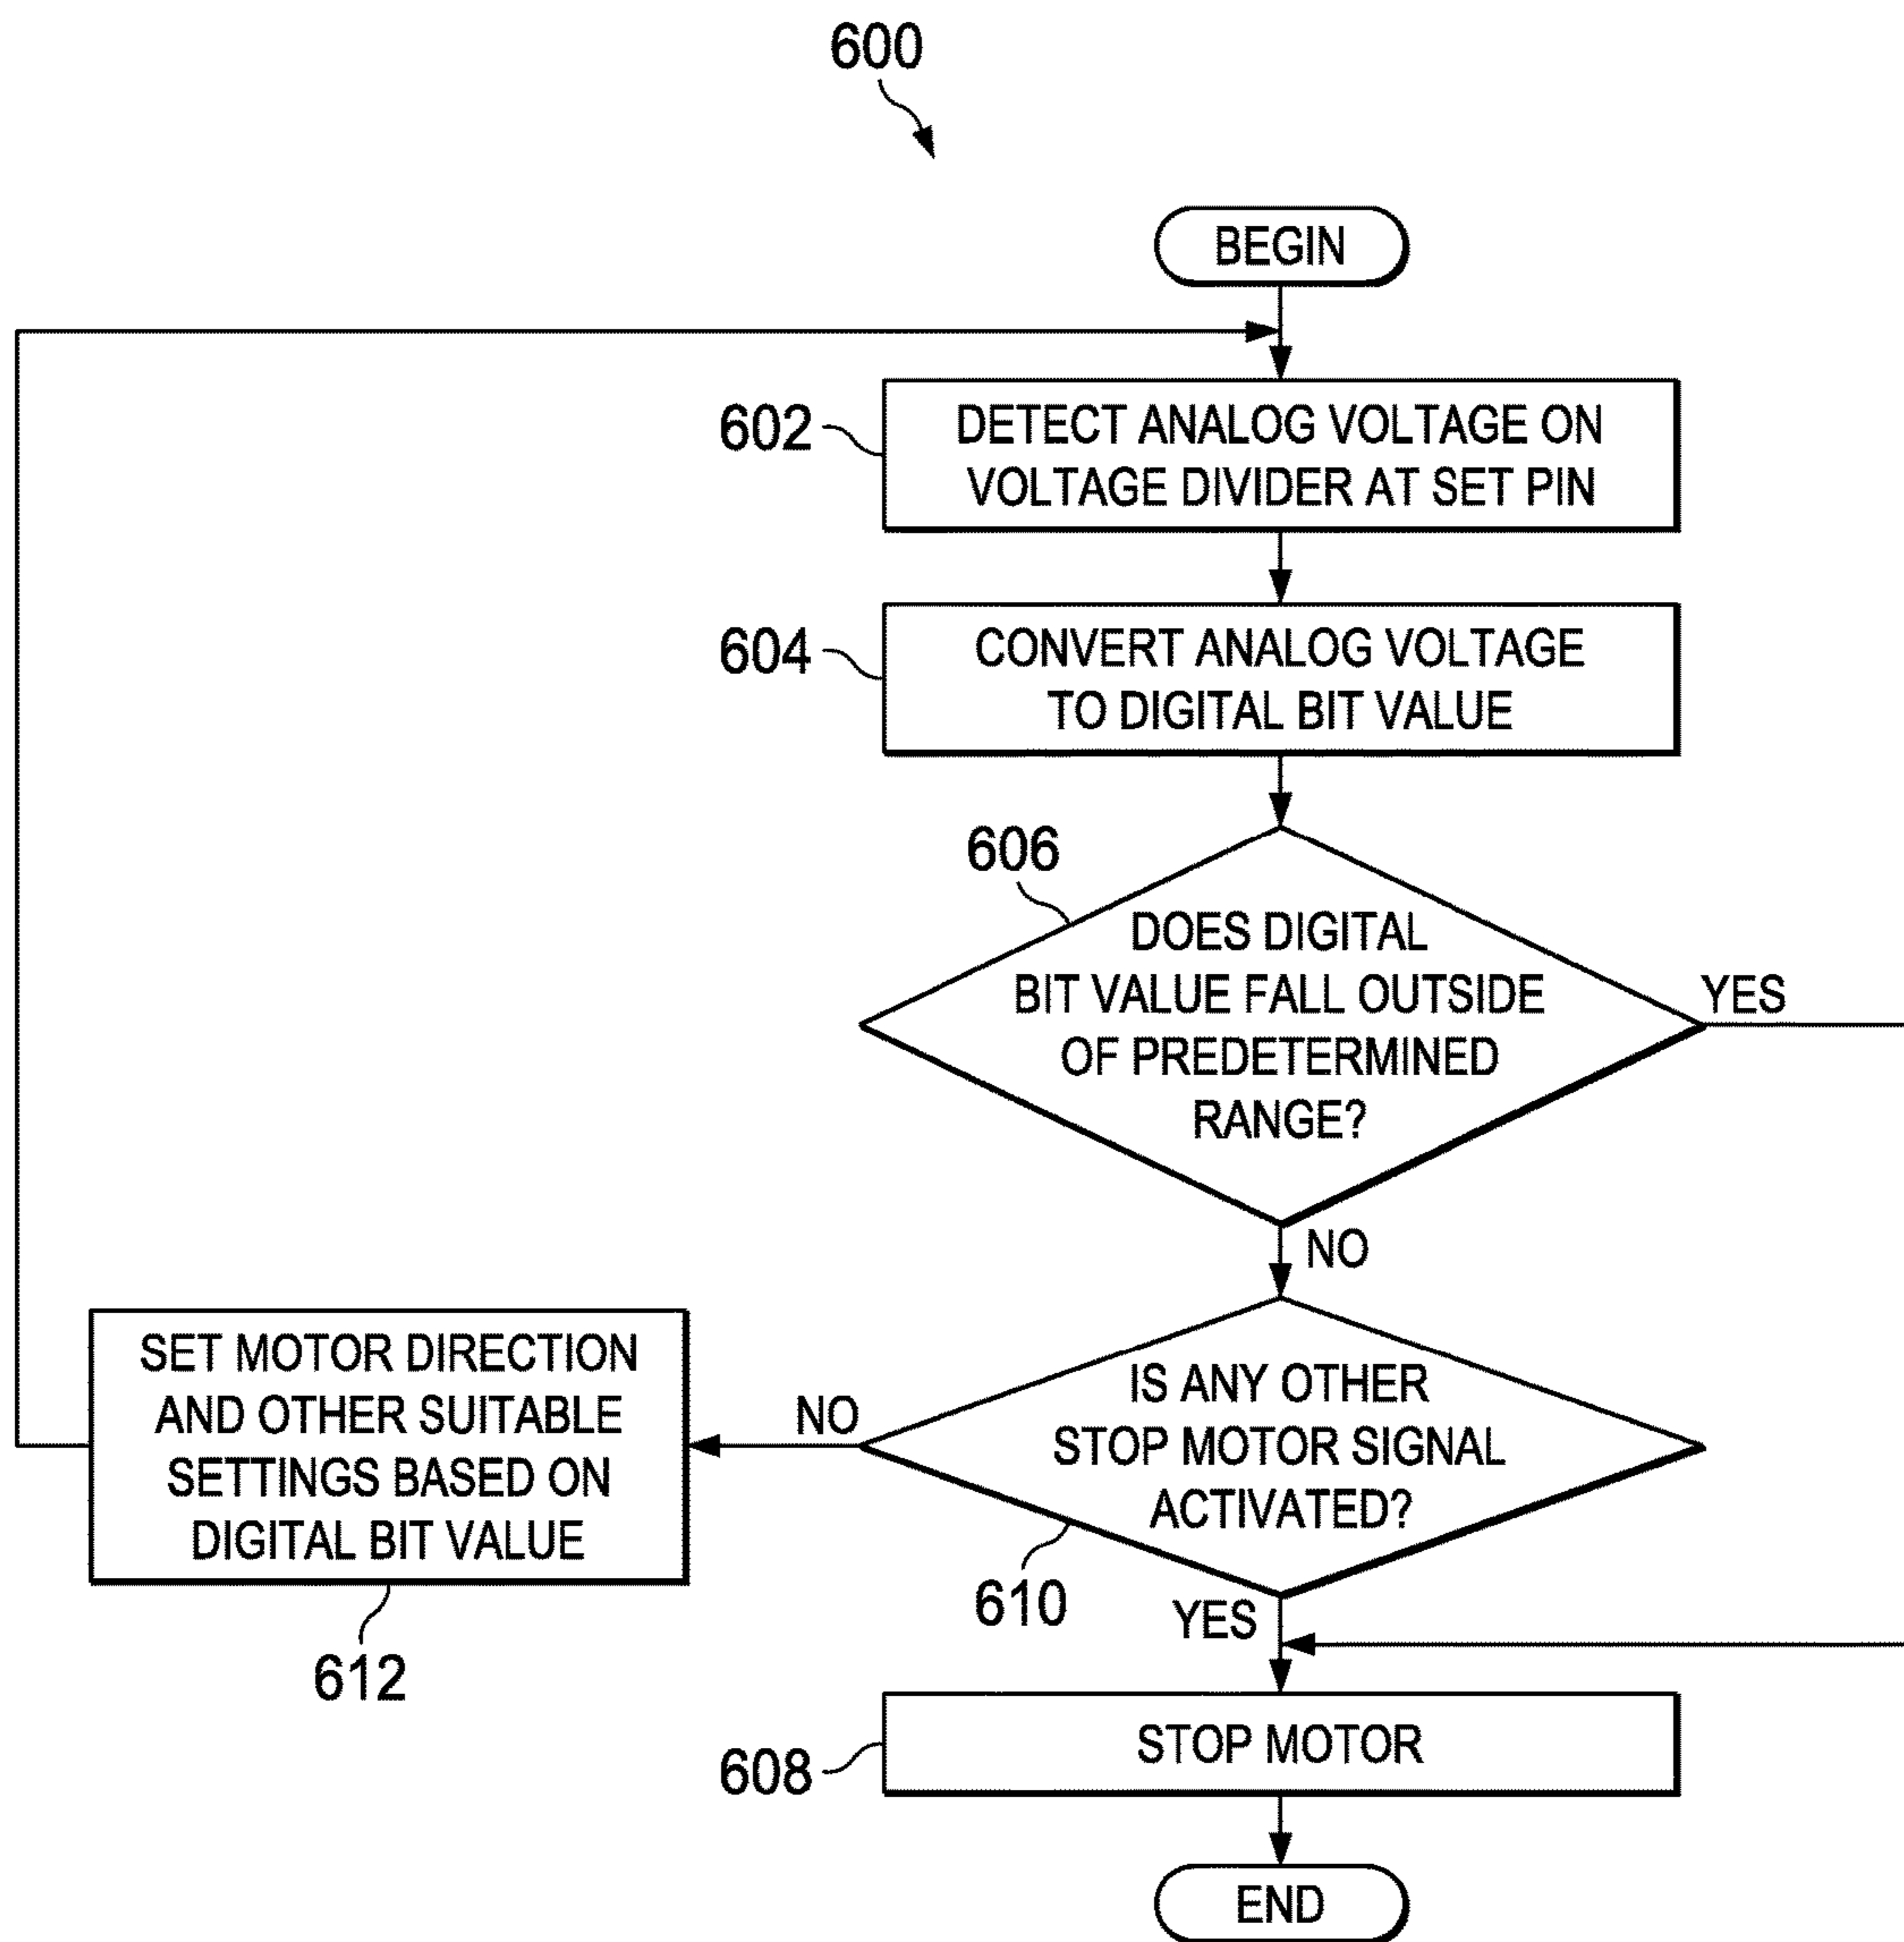 600
BEGIN
602
DETECT ANALOG VOLTAGE ON
VOLTAGE DIVIDER AT SET PIN
604
CONVERT ANALOG VOLTAGE
TO DIGITAL BIT VALUE
606
DOES DIGITAL
BIT VALUE FALL OUTSIDE
OF PREDETERMINED
RANGE?
YES
NO
IS ANY OTHER
STOP MOTOR SIGNAL
ACTIVATED?
610
NO
SET MOTOR DIRECTION
AND OTHER SUITABLE
SETTINGS BASED ON
DIGITAL BIT VALUE
612
YES
608
STOP MOTOR
END